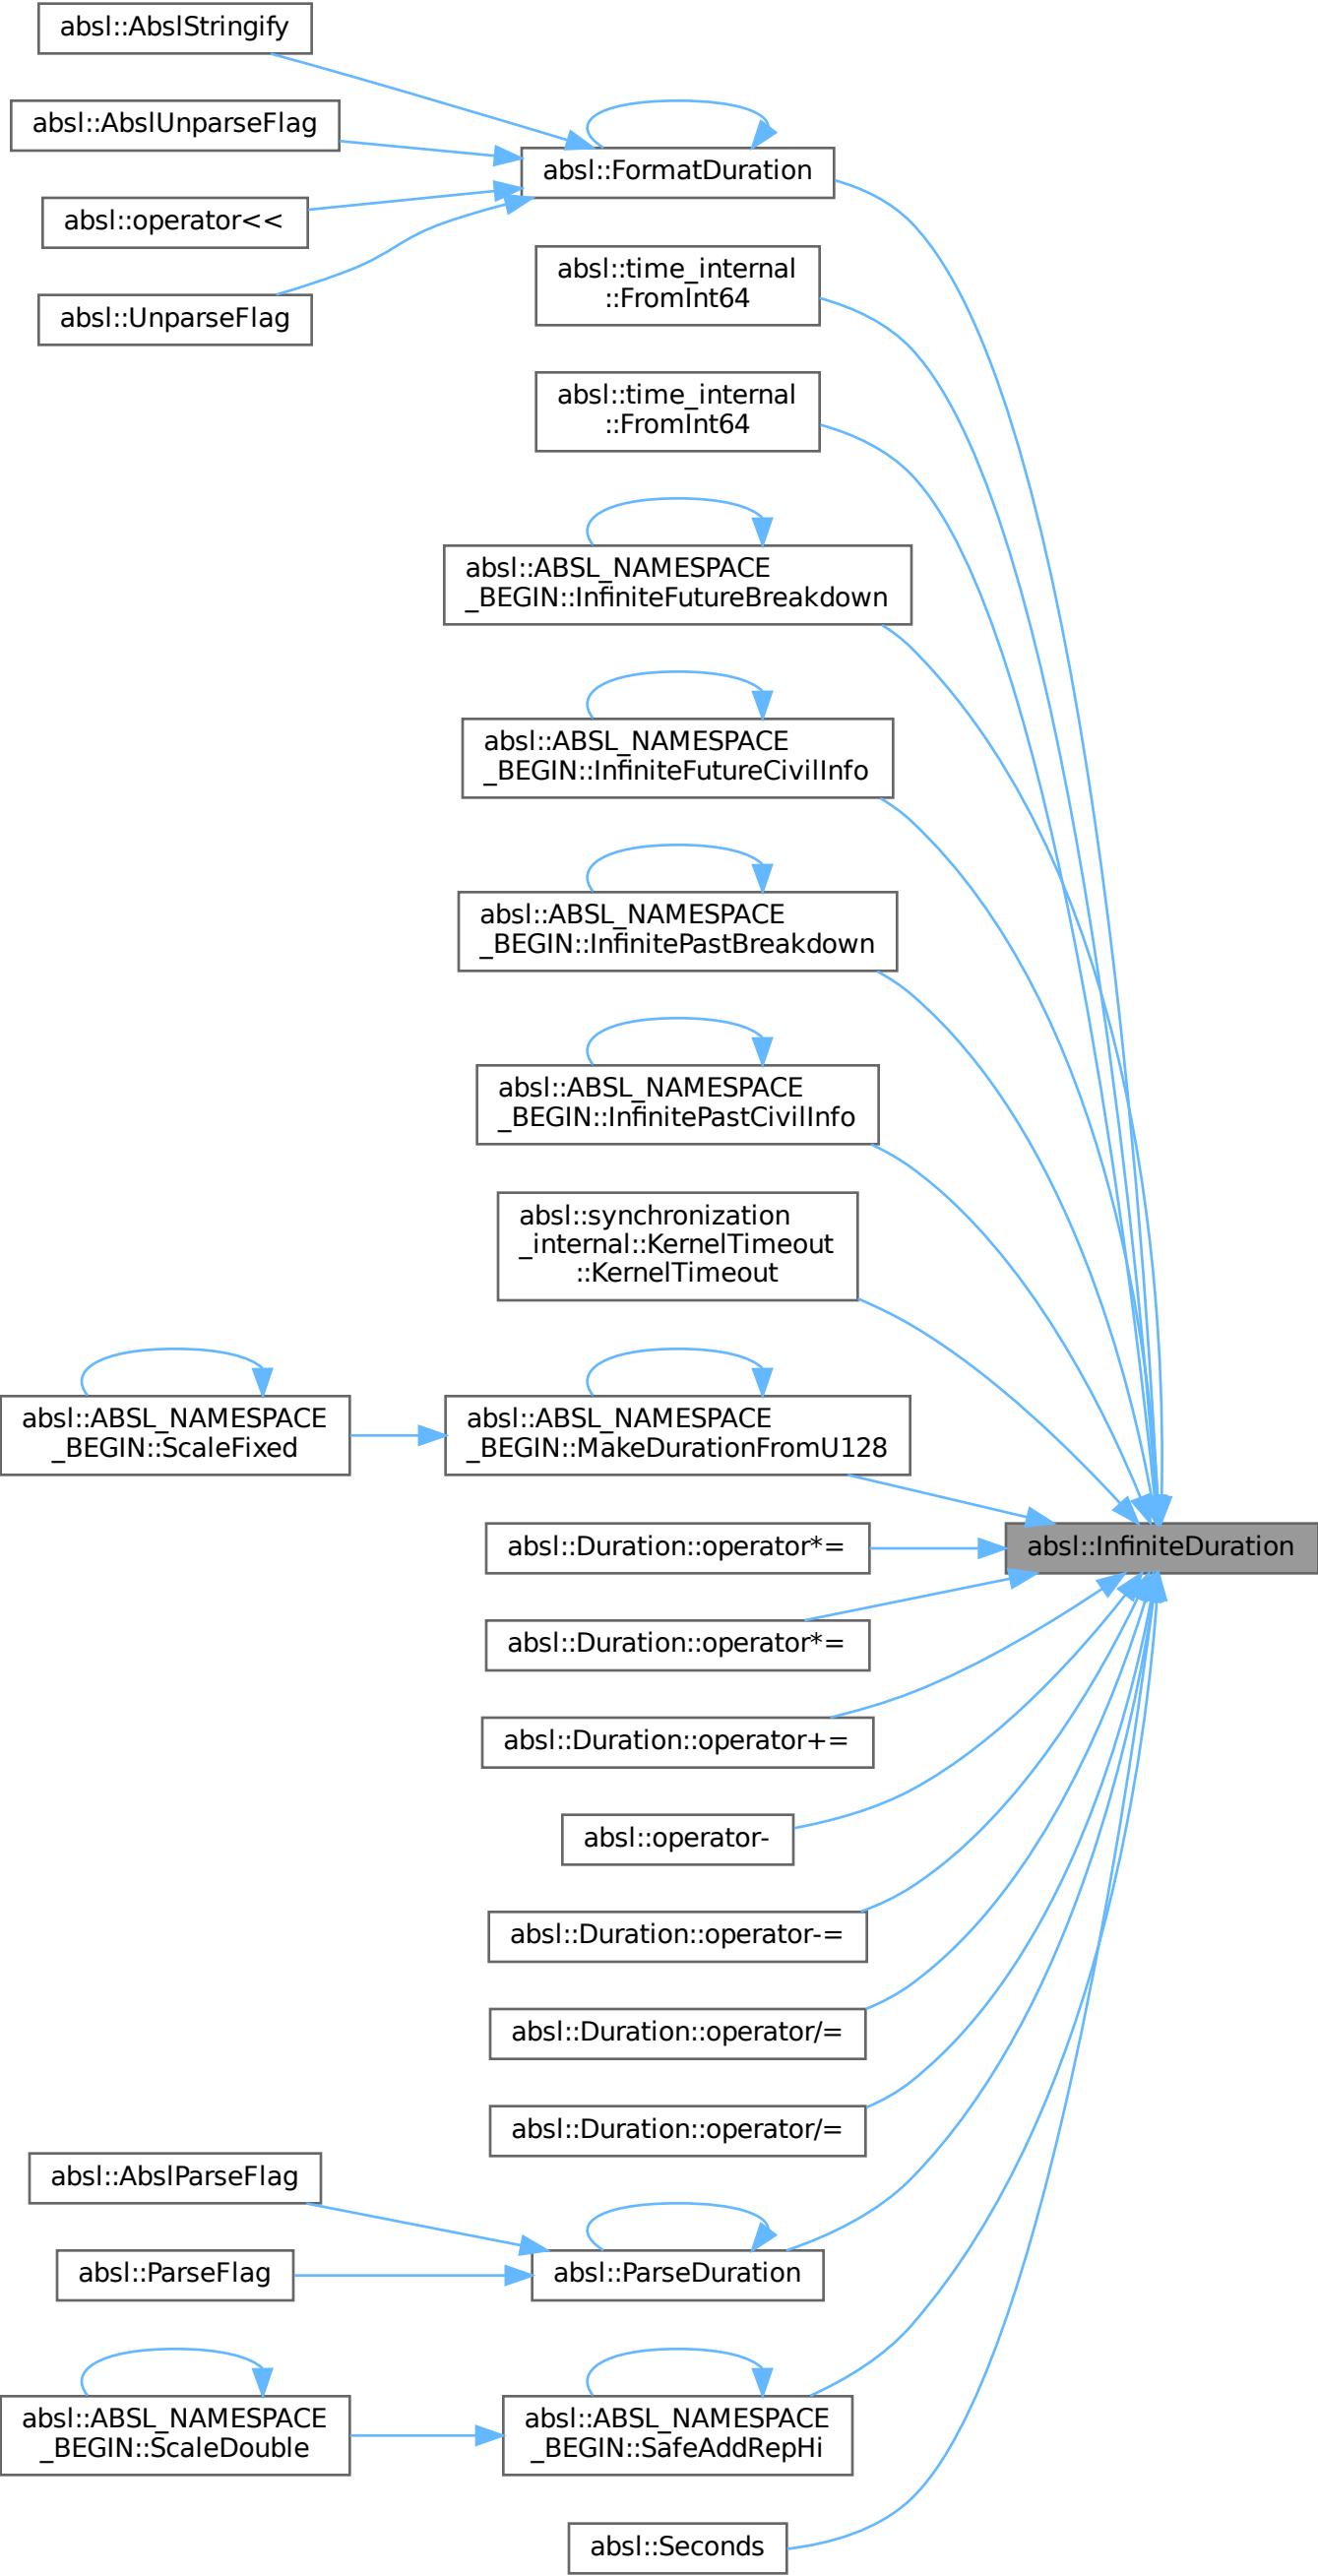 absl::AbslStringify
absl::AbslUnparseFlag
absl::FormatDuration
absl::operator<<
absl::UnparseFlag
absl::time_internal
::FromInt64
absl::time_internal
::FromInt64
absl::ABSL_NAMESPACE
_BEGIN::InfiniteFutureBreakdown
absl::ABSL_NAMESPACE
_BEGIN::InfiniteFutureCivilInfo
absl::ABSL_NAMESPACE
_BEGIN::InfinitePastBreakdown
absl::ABSL_NAMESPACE
_BEGIN::InfinitePastCivilInfo
absl::synchronization
_internal::KernelTimeout
::KernelTimeout
absl::ABSL_NAMESPACE
_BEGIN::ScaleFixed
absl::ABSL_NAMESPACE
_BEGIN::MakeDurationFromU128
absl::Duration::operator*=
absl::InfiniteDuration
absl::Duration::operator*=
absl::Duration::operator+=
absl::operator-
absl::Duration::operator-=
absl::Duration::operator/=
absl::Duration::operator/=
absl::AbslParseFlag
absl::ParseFlag
absl::ParseDuration
absl::ABSL_NAMESPACE
_BEGIN::ScaleDouble
absl::ABSL_NAMESPACE
_BEGIN::SafeAddRepHi
absl::Seconds